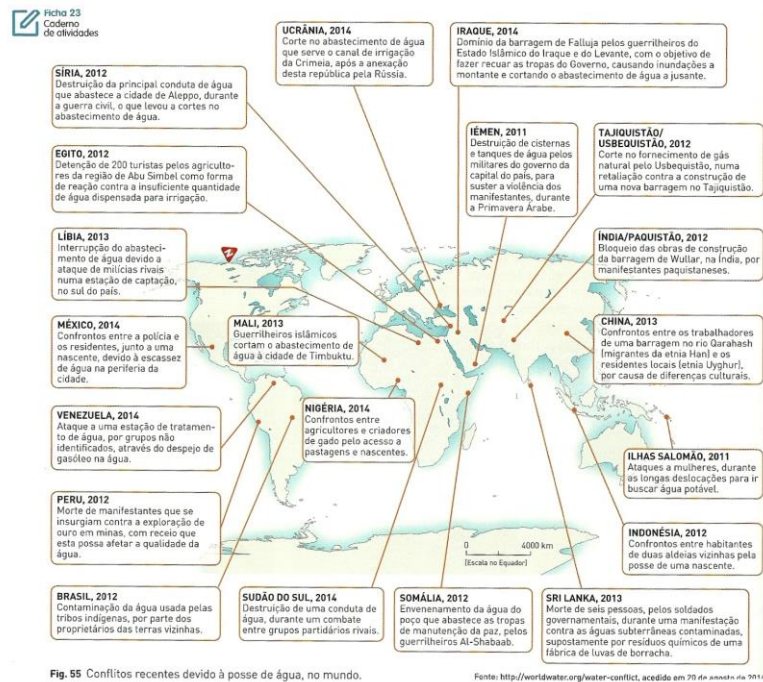 Ficha 23
Caderno
de atividades
UCRÂNIA, 2014
Corte no abastecimento de água
que serve o canal de irrigação
da Crimeia, após a anexação
desta república pela Rússia.
IRAQUE, 2014
Domínio da barragem de Falluja pelos guerrilheiros do
Estado Islâmico do Iraque e do Levante, com o objetivo de
fazer recuar as tropas do Governo, causando inundações a
montante e cortando o abastecimento de água a jusante.
SÍRIA, 2012
Destruição da principal conduta de água
que abastece a cidade de Aleppo, durante
a guerra civil, o que levou a cortes no
abastecimento de água.
IÉMEN, 2011
Destruição de cisternas
e tanques de água pelos
militares do governo da
capital do país, para
suster a violência dos
manifestantes, durante
a Primavera Árabe.
TAJIQUISTÃO/
USBEQUISTÃO, 2012
Corte no fornecimento de gás
natural pelo Usbequistão, numa
retaliação contra a construção de
uma nova barragem no Tajiquistão.
EGITO, 2012
Detenção de 200 turistas pelos agriculto-
res da região de Abu Simbel como forma
de reação contra a insuficiente quantidade
de água dispensada para irrigação.
LÍBIA, 2013
Interrupção do abasteci-
mento de água devido a
ataque de milícias rivais
numa estação de captação,
no sul do país.
N
ÍNDIA/PAQUISTÃO, 2012
Bloqueio das obras de construção
da barragem de Wullar, na Índia, por
manifestantes paquistaneses.
MÉXICO, 2014
Confrontos entre a polícia e
os residentes, junto a uma
nascente, devido à escassez
de água na periferia da
cidade.
MALI, 2013
Guerrilheiros islâmicos
cortam o abastecimento de
água à cidade de Timbuktu.
CHINA, 2013
Confrontos entre os trabalhadores
de uma barragem no rio Qarahash
(migrantes da etnia Han) e os
residentes locais (etnia Uyghur),
por causa de diferenças culturais.
VENEZUELA, 2014
Ataque a uma estação de tratamen-
to de água, por grupos não
identificados, através do despejo de
gasóleo na água.
NIGÉRIA, 2014
Confrontos entre
agricultores e criadores
de gado pelo acesso a
pastagens e nascentes.
ILHAS SALOMÃO, 2011
Ataques a mulheres, durante
as longas deslocações para ir
buscar água potável.
PERU, 2012
Morte de manifestantes que se
insurgiam contra a exploração de
ouro em minas, com receio que
esta possa afetar a qualidade da
água.
INDONÉSIA, 2012
Confrontos entre habitantes
de duas aldeias vizinhas pela
posse de uma nascente.
0 4000 km
(Escala no Equador)
BRASIL, 2012
Contaminação da água usada pelas
tribos indígenas, por parte dos
proprietários das terras vizinhas.
SUDÃO DO SUL, 2014
Destruição de uma conduta de
água, durante um combate
entre grupos partidários rivais.
SOMÁLIA, 2012
Envenenamento da água do
poço que abastece as tropas
de manutenção da paz, pelos
guerrilheiros Al-Shabaab.
SRI LANKA, 2013
Morte de seis pessoas, pelos soldados
governamentais, durante uma manifestação
contra as águas subterrâneas contaminadas,
supostamente por resíduos químicos de uma
fábrica de luvas de borracha.
Fig. 55 Conflitos recentes devido à posse de água, no mundo.
Fonte: http://worldwater.org/water-conflict, acedido em 20 de agosto de